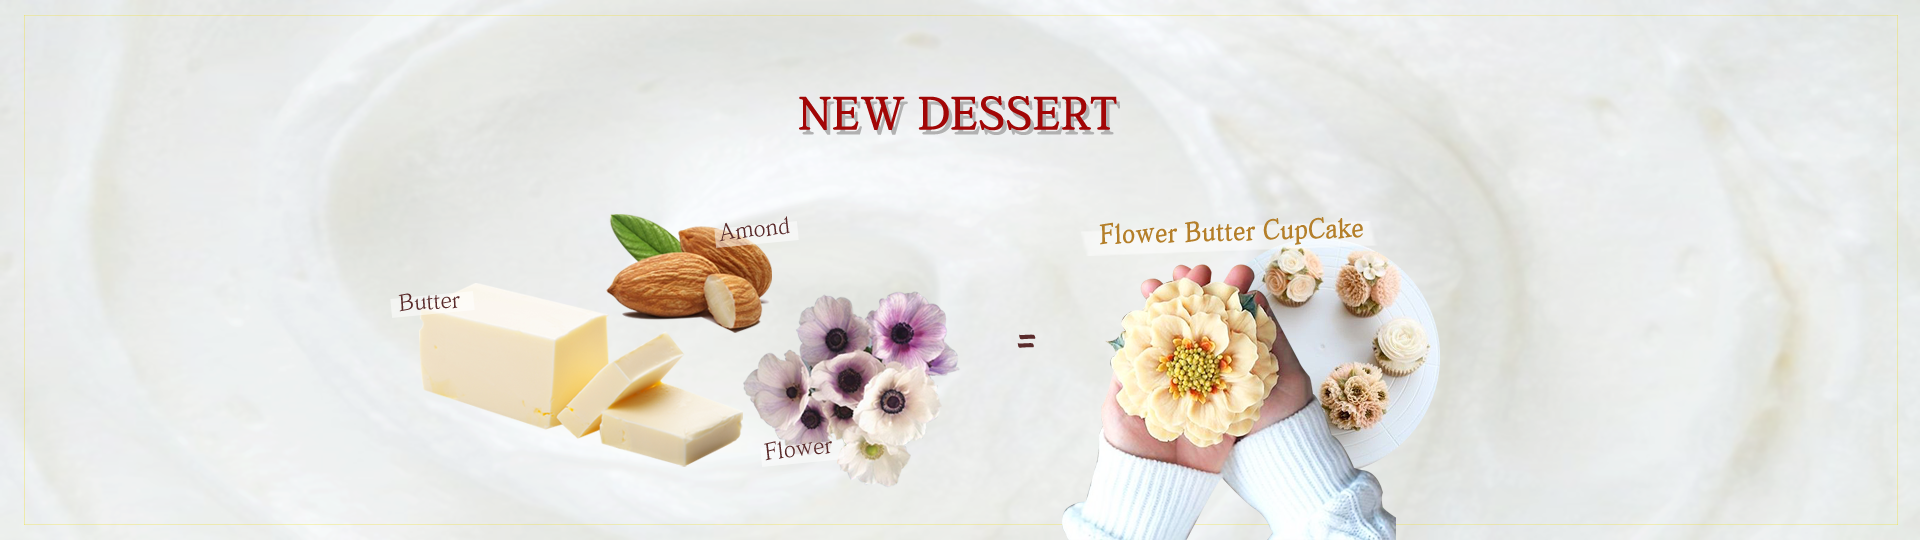 NEW DESSERT
Amond
Butter
Flower
=
Flower Butter CupCake